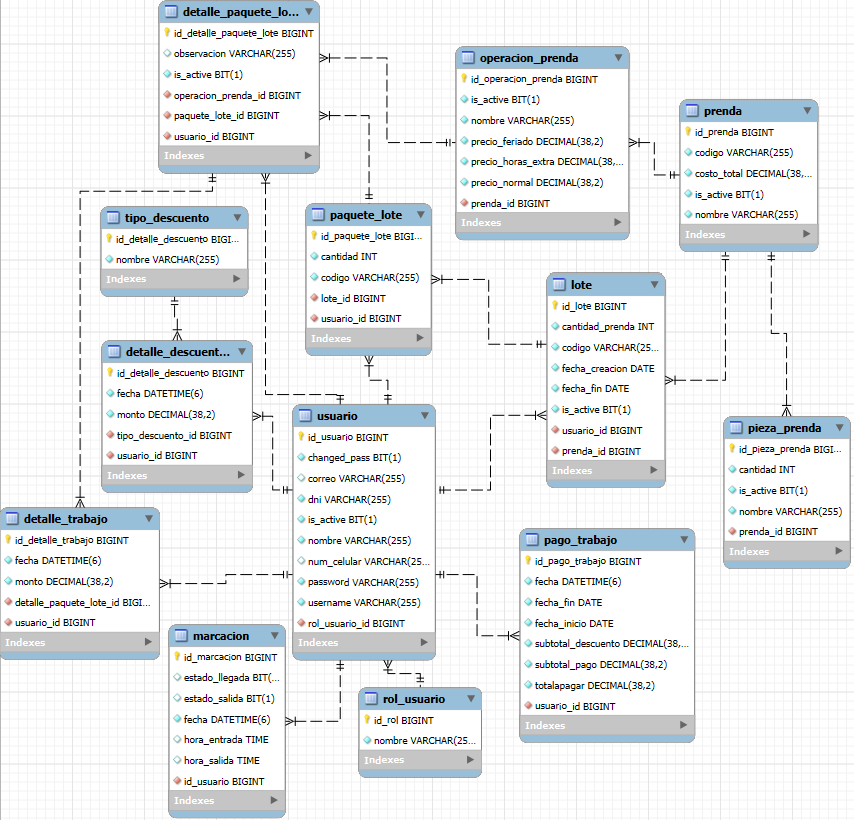 detalle_paquete_lo...
id_detalle_paquete_lote BIGINT
observacion VARCHAR(255)
is_active BIT(1)
operacion_prenda_id BIGINT
paquete_lote_id BIGINT
usuario_id BIGINT
Indexes
operacion_prenda
id_operacion_prenda BIGINT
is_active BIT(1)
nombre VARCHAR(255)
precio_feriado DECIMAL(38,2)
precio_horas_extra DECIMAL(38,...
precio_normal DECIMAL(38,2)
prenda_id BIGINT
Indexes
prenda
id_prenda BIGINT
codigo VARCHAR(255)
costo_total DECIMAL(38,...
is_active BIT(1)
nombre VARCHAR(255)
Indexes
tipo_descuento
id_detalle_descuento BIGI...
nombre VARCHAR(255)
Indexes
paquete_lote
id_paquete_lote BIGI...
cantidad INT
codigo VARCHAR(255)
lote_id BIGINT
usuario_id BIGINT
Indexes
lote
id_lote BIGINT
cantidad_prenda INT
codigo VARCHAR(25...
fecha_creacion DATE
fecha_fin DATE
is_active BIT(1)
usuario_id BIGINT
prenda_id BIGINT
Indexes
detalle_descuent...
id_detalle_descuento BIGINT
fecha DATETIME(6)
monto DECIMAL(38,2)
tipo_descuento_id BIGINT
usuario_id BIGINT
Indexes
usuario
id_usuario BIGINT
changed_pass BIT(1)
correo VARCHAR(255)
dni VARCHAR(255)
is_active BIT(1)
nombre VARCHAR(255)
num_celular VARCHAR(25...
password VARCHAR(255)
username VARCHAR(255)
rol_usuario_id BIGINT
Indexes
pieza_prenda
id_pieza_prenda BIGI...
cantidad INT
is_active BIT(1)
nombre VARCHAR(255)
prenda_id BIGINT
Indexes
detalle_trabajo
id_detalle_trabajo BIGINT
fecha DATETIME(6)
monto DECIMAL(38,2)
detalle_paquete_lote_id BIGI...
usuario_id BIGINT
Indexes
pago_trabajo
id_pago_trabajo BIGINT
fecha DATETIME(6)
fecha_fin DATE
fecha_inicio DATE
subtotal_descuento DECIMAL(38,...
subtotal_pago DECIMAL(38,2)
totalapagar DECIMAL(38,2)
usuario_id BIGINT
Indexes
marcacion
id_marcacion BIGINT
estado_llegada BIT(...
estado_salida BIT(1)
fecha DATETIME(6)
hora_entrada TIME
hora_salida TIME
id_usuario BIGINT
Indexes
rol_usuario
id_rol BIGINT
nombre VARCHAR(25...
Indexes